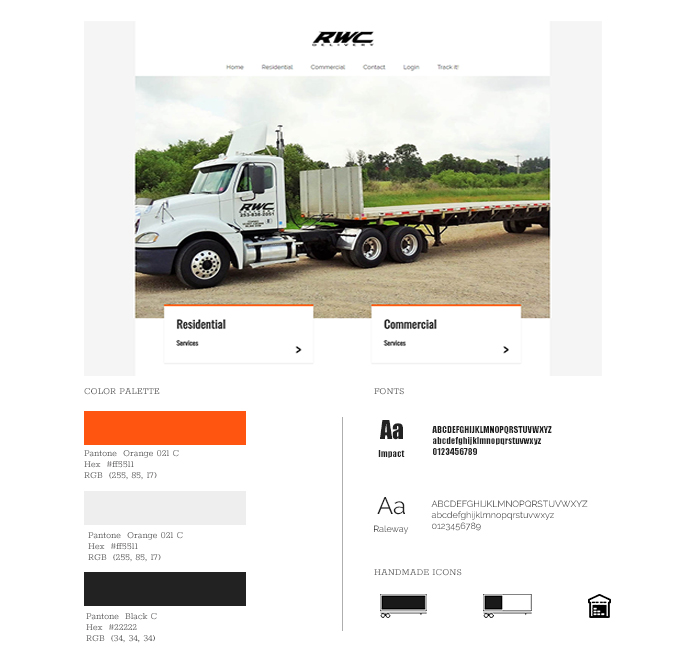 RWC
DELIVERY
Home Residential Commercial Contact Login Track It!
RWC
253-838-2051
Residential
Services
>
Commercial
Services
>
COLOR PALETTE
Pantone Orange 021 C
Hex #ff5511
RGB (255, 85, 17)
Pantone Orange 021 C
Hex #ff5511
RGB (255, 85, 17)
Pantone Black C
Hex #22222
RGB (34, 34, 34)
FONTS
Aa
Impact
ABCDEFGHIJKLMNOPQRSTUVWXYZ
abcdefghijklmnopqrstuvwxyz
0123456789
Aa
Raleway
ABCDEFGHIJKLMNOPQRSTUVWXYZ
abcdefghijklmnopqrstuvwxyz
0123456789
HANDMADE ICONS